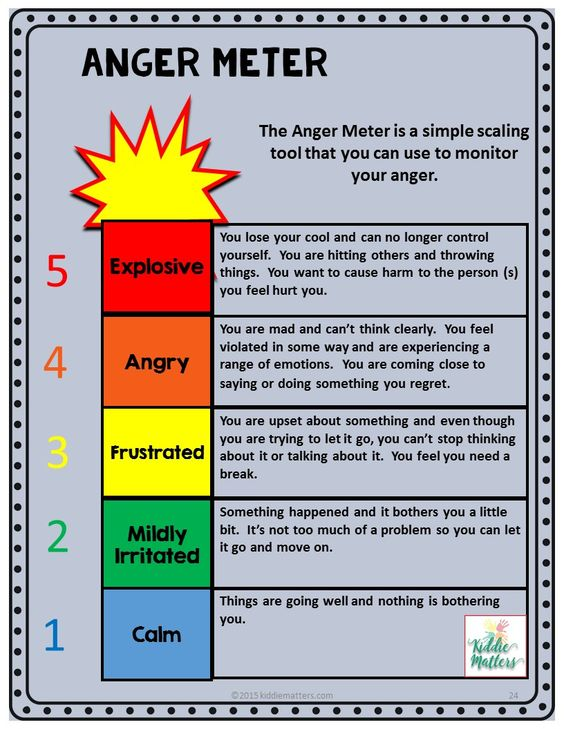 ANGER METER
The Anger Meter is a simple scaling
tool that you can use to monitor
your anger.
5
Explosive
You lose your cool and can no longer control
yourself. You are hitting others and throwing
things. You want to cause harm to the person (s)
you feel hurt you.
4
Angry
You are mad and can’t think clearly. You feel
violated in some way and are experiencing a
range of emotions. You are coming close to
saying or doing something you regret.
3
Frustrated
You are upset about something and even though
you are trying to let it go, you can’t stop thinking
about it or talking about it. You feel you need a
break.
2
Mildly
Irritated
Something happened and it bothers you a little
bit. It’s not too much of a problem so you can let
it go and move on.
1
Calm
Things are going well and nothing is bothering
you.
Kiddie
Matters
©2015 kiddiematters.com
24